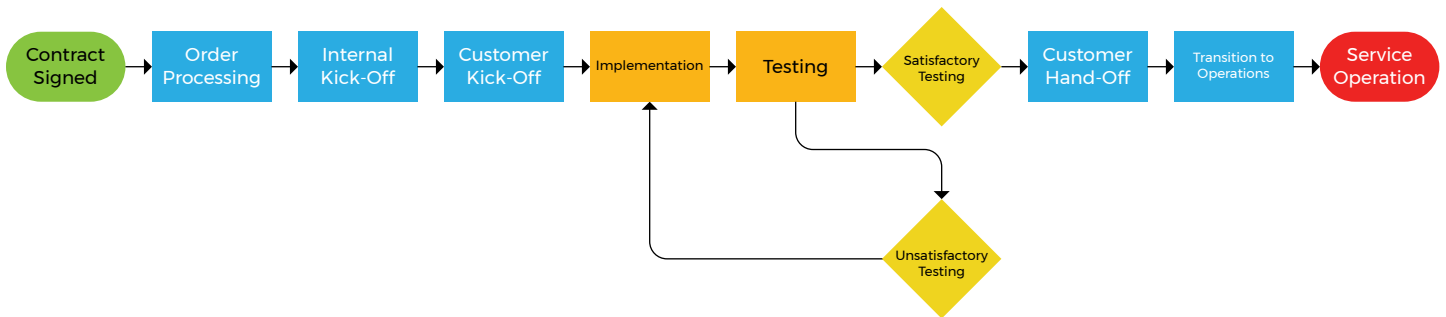 Contract
Signed
Order
Processing
Internal
Kick-Off
Customer
Kick-Off
Implementation
Testing
Satisfactory
Testing
Customer
Hand-Off
Transition to
Operations
Service
Operation
Unsatisfactory
Testing